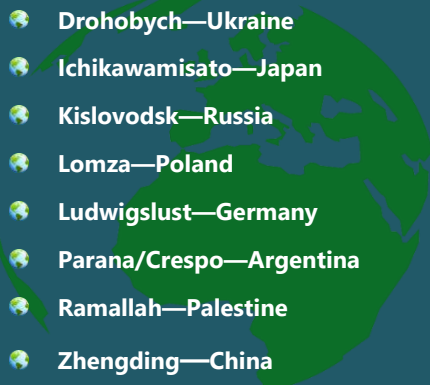 Drohobych—Ukraine
Ichikawamisato—Japan
Kislovodsk—Russia
Lomza—Poland
Ludwigslust—Germany
Parana/Crespo—Argentina
Ramallah—Palestine
Zhengding—China